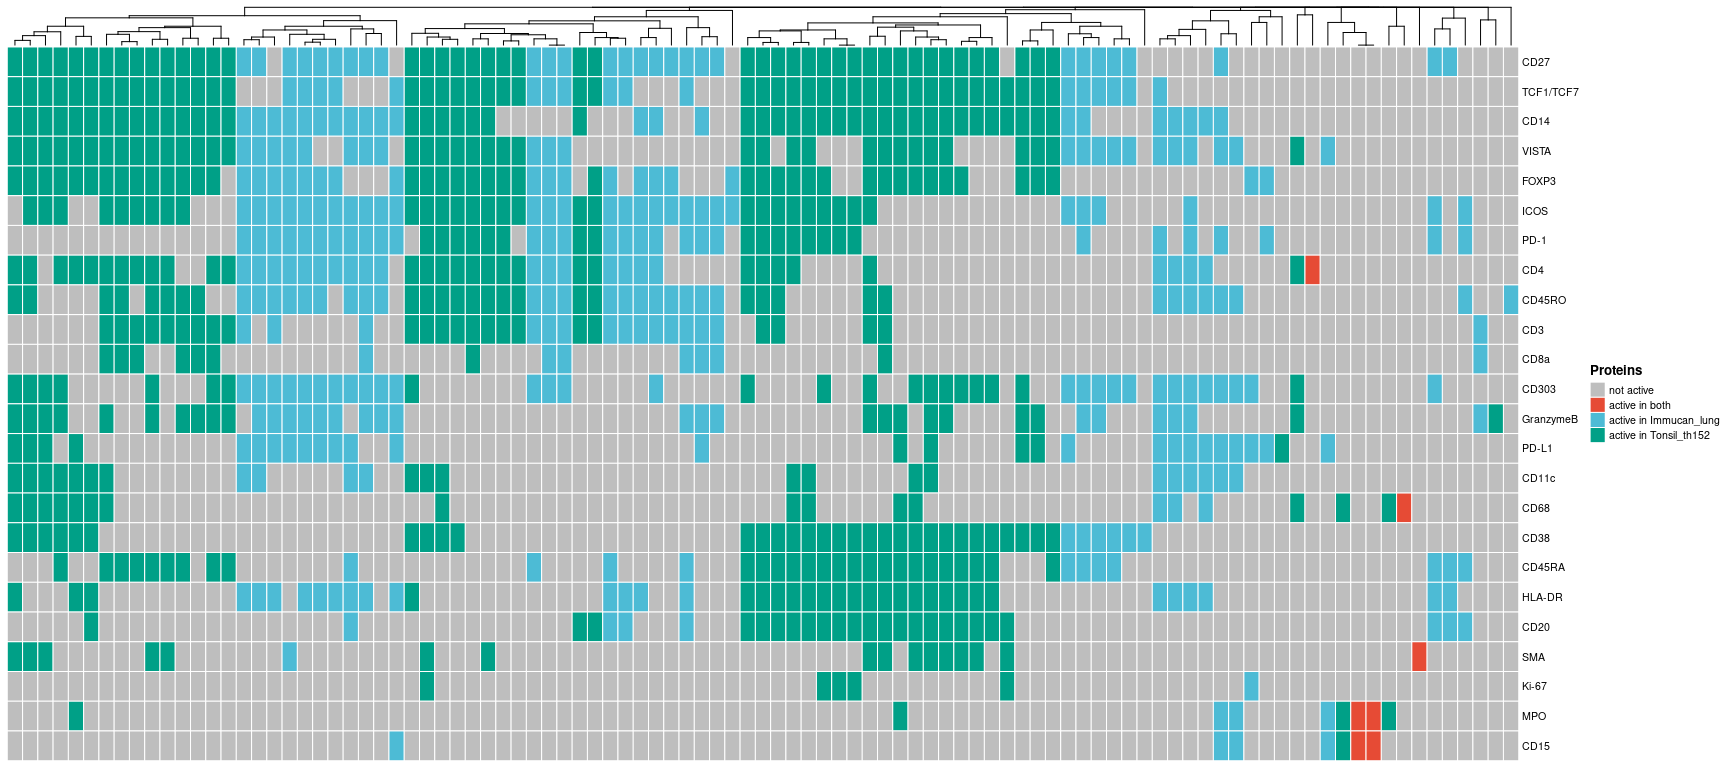 CD27
TCF1/TCF7
CD14
VISTA
FOXP3
ICOS
PD-1
CD4
CD45RO
CD3
CD8a
CD303
GranzymeB
PD-L1
CD11c
CD68
CD38
CD45RA
HLA-DR
CD20
SMA
Ki-67
MPO
CD15
Proteins
not active
active in both
active in Immucan_lung
active in Tonsil_th152